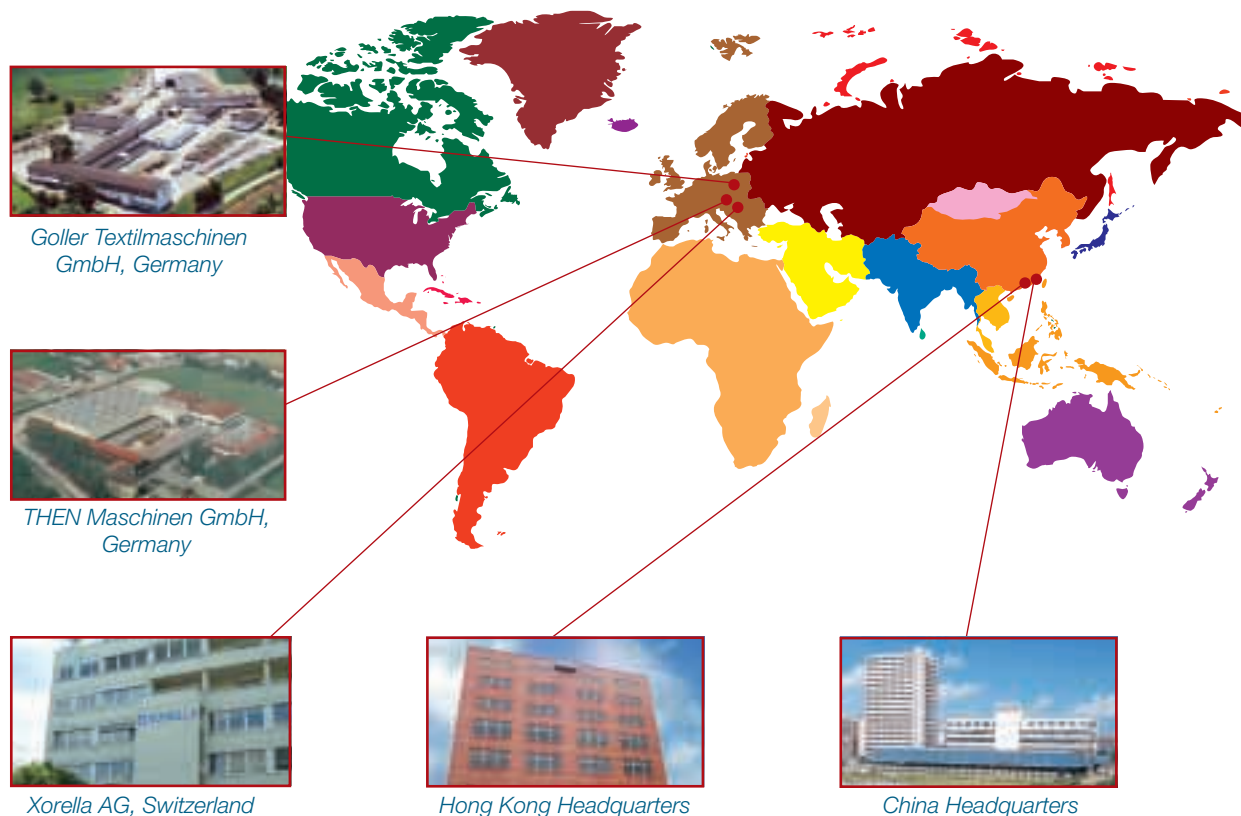 Goller Textilmaschinen
GmbH, Germany
THEN Maschinen GmbH,
Germany
Xorella AG, Switzerland
Hong Kong Headquarters
China Headquarters